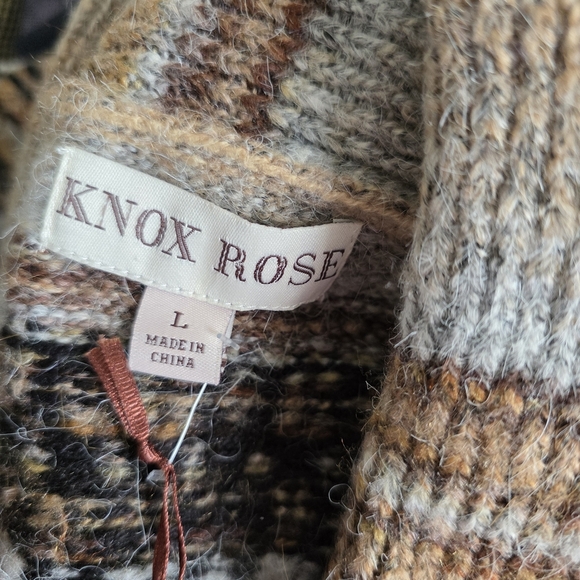 KNOX ROSE
L
MADE IN
CHINA